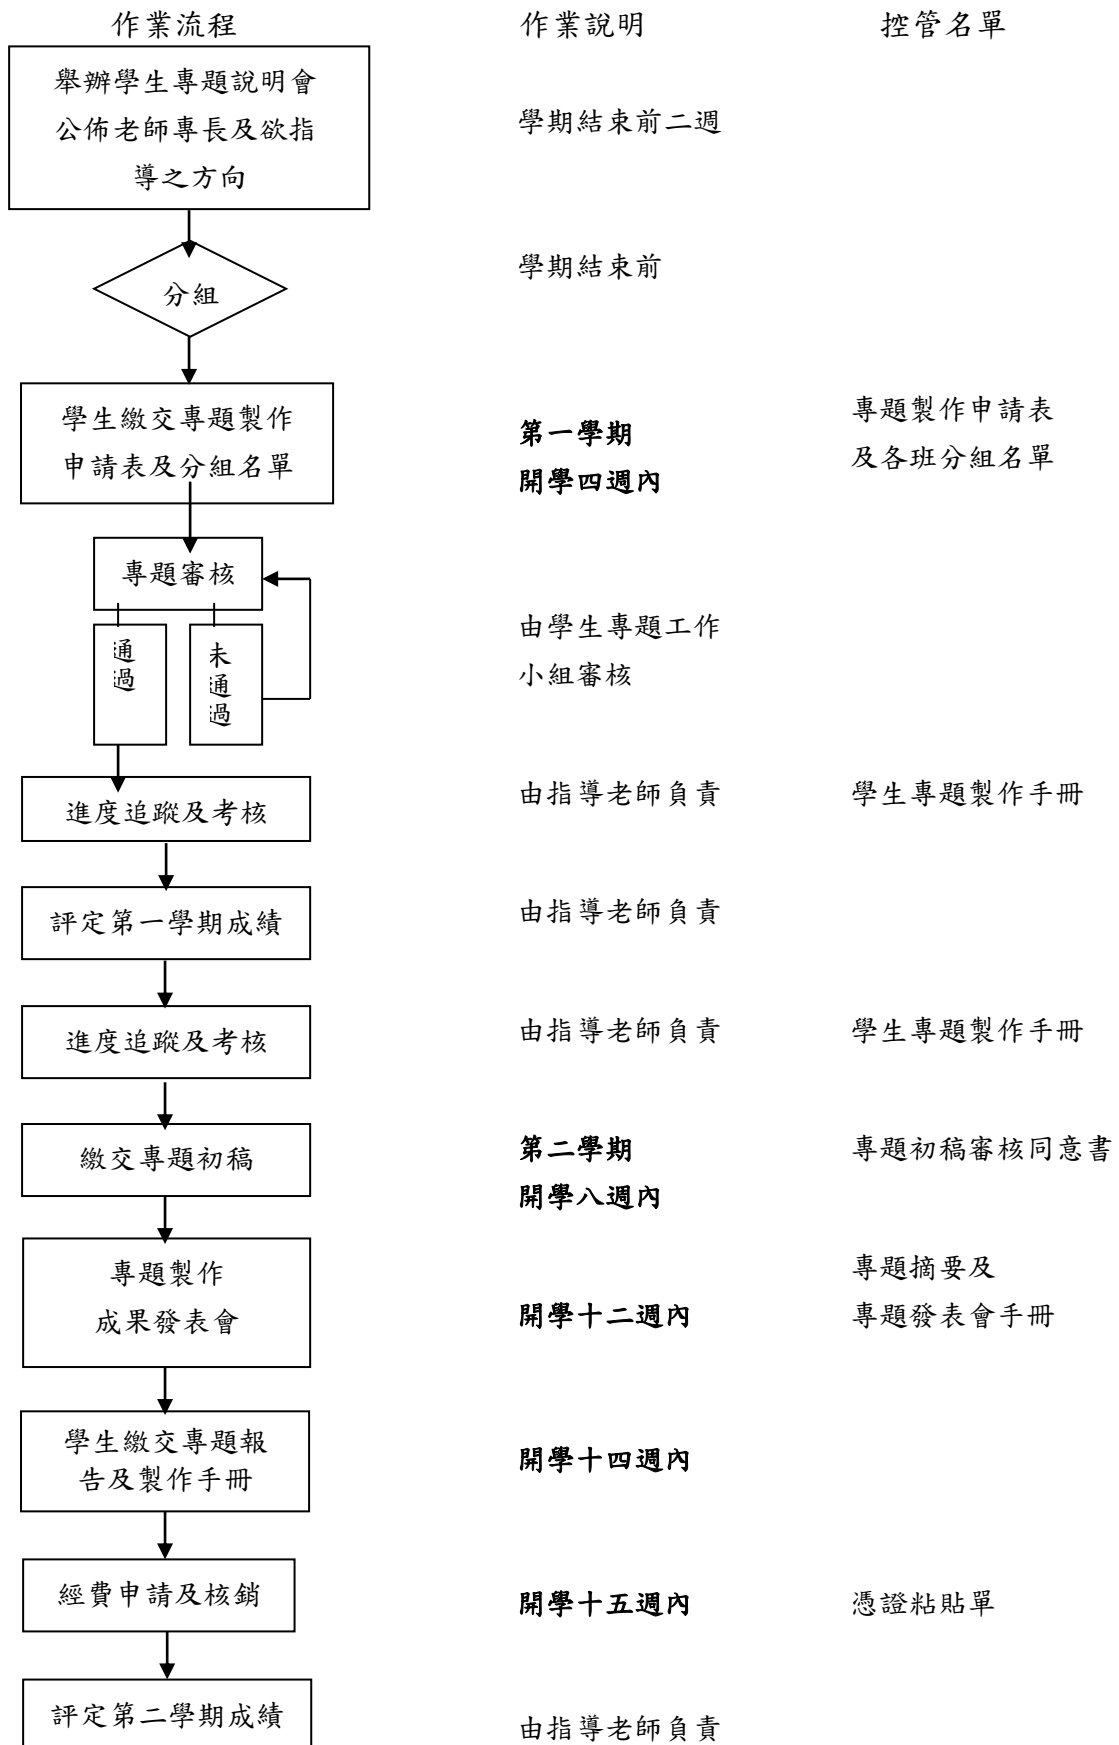 作業流程 作業說明 控管名單
舉辦學生專題說明會
公佈老師專長及欲指
導之方向
學期結束前二週
分組
學期結束前
學生繳交專題製作
申請表及分組名單
第一學期
開學四週內
專題製作申請表
及各班分組名單
專題審核
通過
未通過
由學生專題工作
小組審核
進度追蹤及考核
由指導老師負責
學生專題製作手冊
評定第一學期成績
由指導老師負責
進度追蹤及考核
由指導老師負責
學生專題製作手冊
繳交專題初稿
第二學期
開學八週內
專題初稿審核同意書
專題製作
成果發表會
開學十二週內
專題摘要及
專題發表會手冊
學生繳交專題報
告及製作手冊
開學十四週內
經費申請及核銷
開學十五週內
憑證粘貼單
評定第二學期成績
由指導老師負責